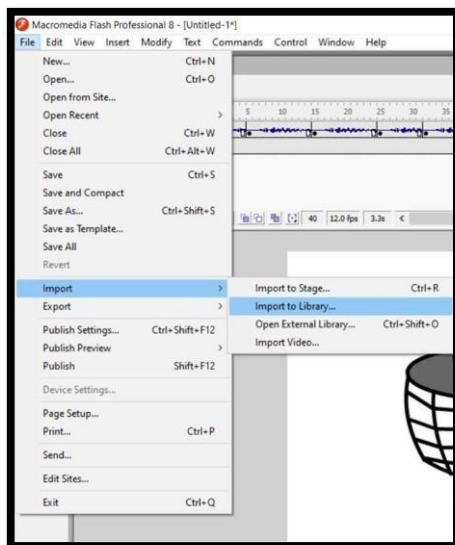 Macromedia Flash Professional 8 - [Untitled-1*]
File Edit View Insert Modify Text Commands Control Window Help
New... Ctrl+N
Open... Ctrl+O
Open from Site...
Open Recent >
Close Ctrl+W
Close All Ctrl+Alt+W
Save Ctrl+S
Save and Compact
Save As... Ctrl+Shift+S
Save as Template...
Save All
Revert
Import >
Export >
Publish Settings... Ctrl+Shift+F12
Publish Preview >
Publish Shift+F12
Device Settings...
Page Setup...
Print... Ctrl+P
Send...
Edit Sites...
Exit Ctrl+Q
5 10 15 20 25 30 35
40 12.0 fps 3.3s <
Import to Stage... Ctrl+R
Import to Library...
Open External Library... Ctrl+Shift+O
Import Video...